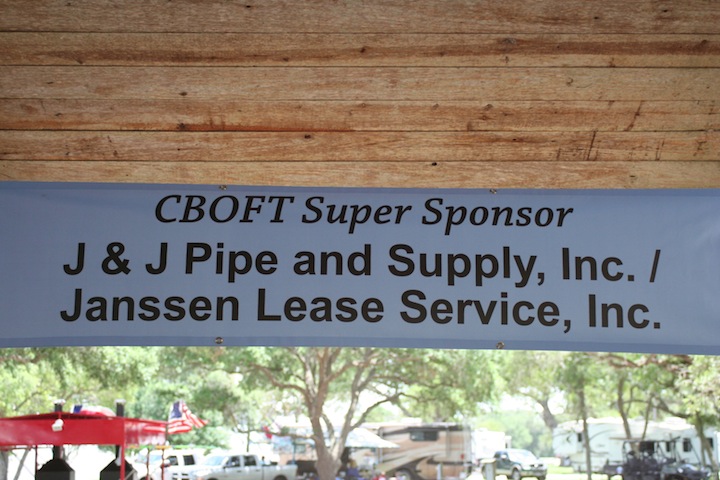 CBOFT Super Sponsor
J & J Pipe and Supply, Inc. /
Janssen Lease Service, Inc.